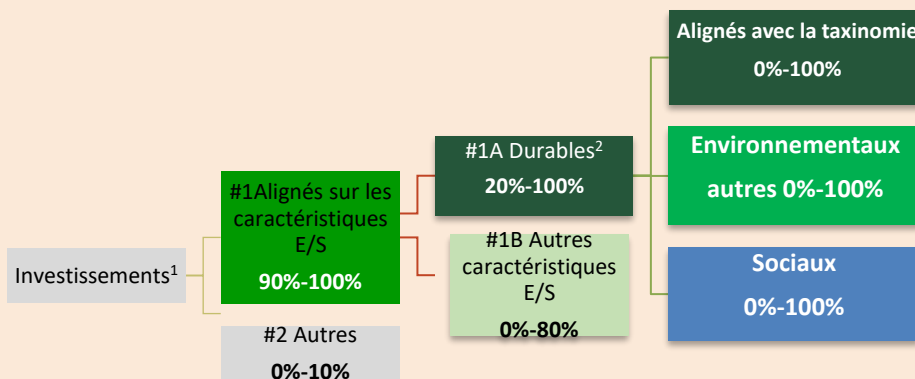 Investissements¹
#1Alignés sur les
caractéristiques
E/S
90%-100%
#2 Autres
0%-10%
#1A Durables²
20%-100%
#1B Autres
caractéristiques
E/S
0%-80%
Alignés avec la taxinomie
0%-100%
Environnementaux
autres 0%-100%
Sociaux
0%-100%